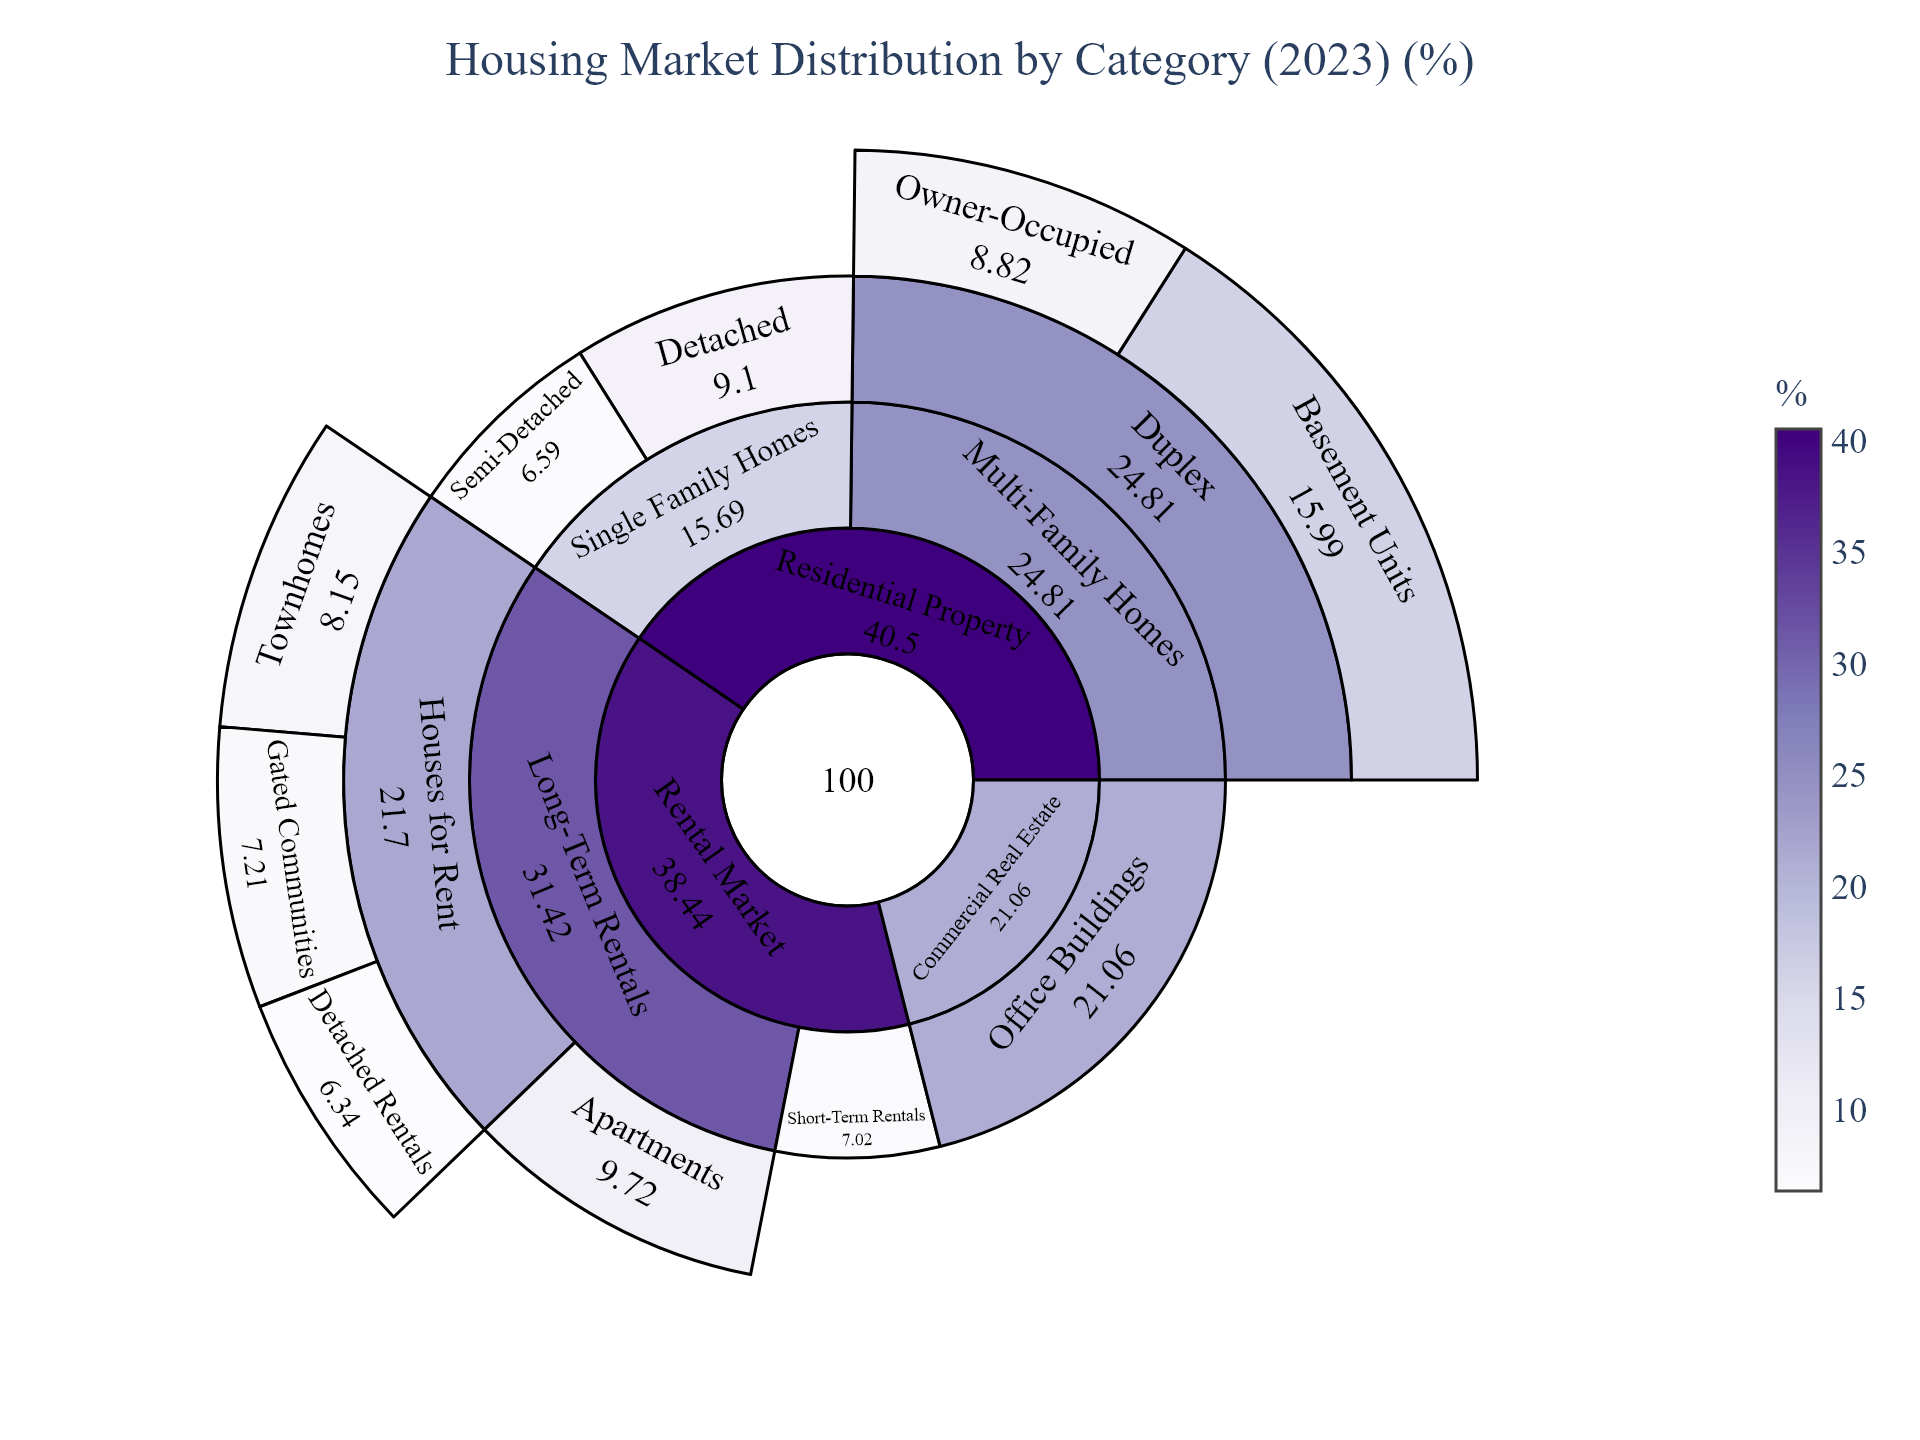 Housing Market Distribution by Category (2023) (%)
Owner-Occupied
8.82
Basement Units
15.99
Duplex
24.81
Multi-Family Homes
24.81
Detached
9.1
Semi-Detached
6.59
Single Family Homes
15.69
Residential Property
40.5
100
Townhomes
8.15
Gated Communities
7.21
Detached Rentals
6.34
Houses for Rent
21.7
Long-Term Rentals
31.42
Rental Market
38.44
Apartments
9.72
Short-Term Rentals
7.02
Commercial Real Estate
21.06
Office Buildings
21.06
%
40
35
30
25
20
15
10